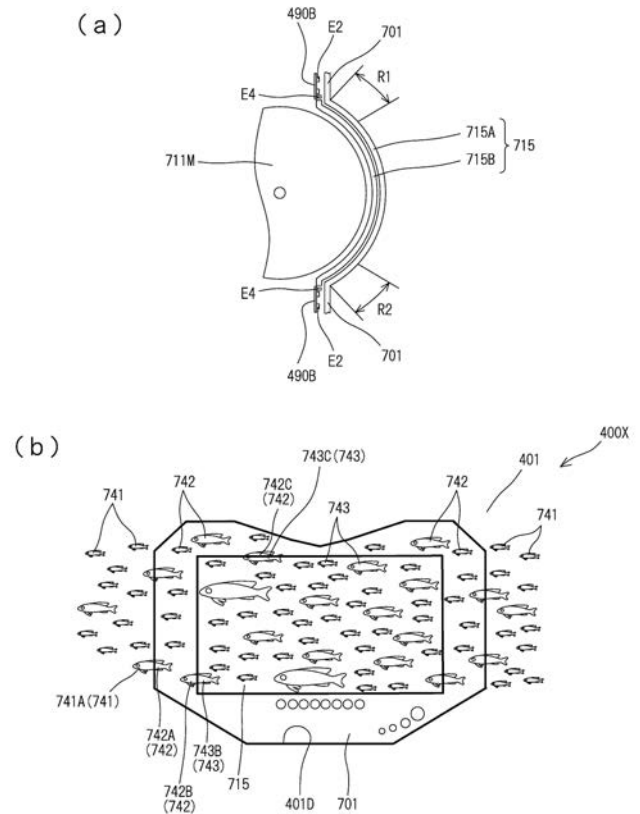 (a)
490B
E2
701
R1
E4
715A
715
711M
715B
E4
R2
E2
701
490B
(b)
400X
743C(743)
401
742C
(742)
741
742
743
742
741
741A(741)
742A
(742)
743B
(743)
742B
(742)
715
401D
701